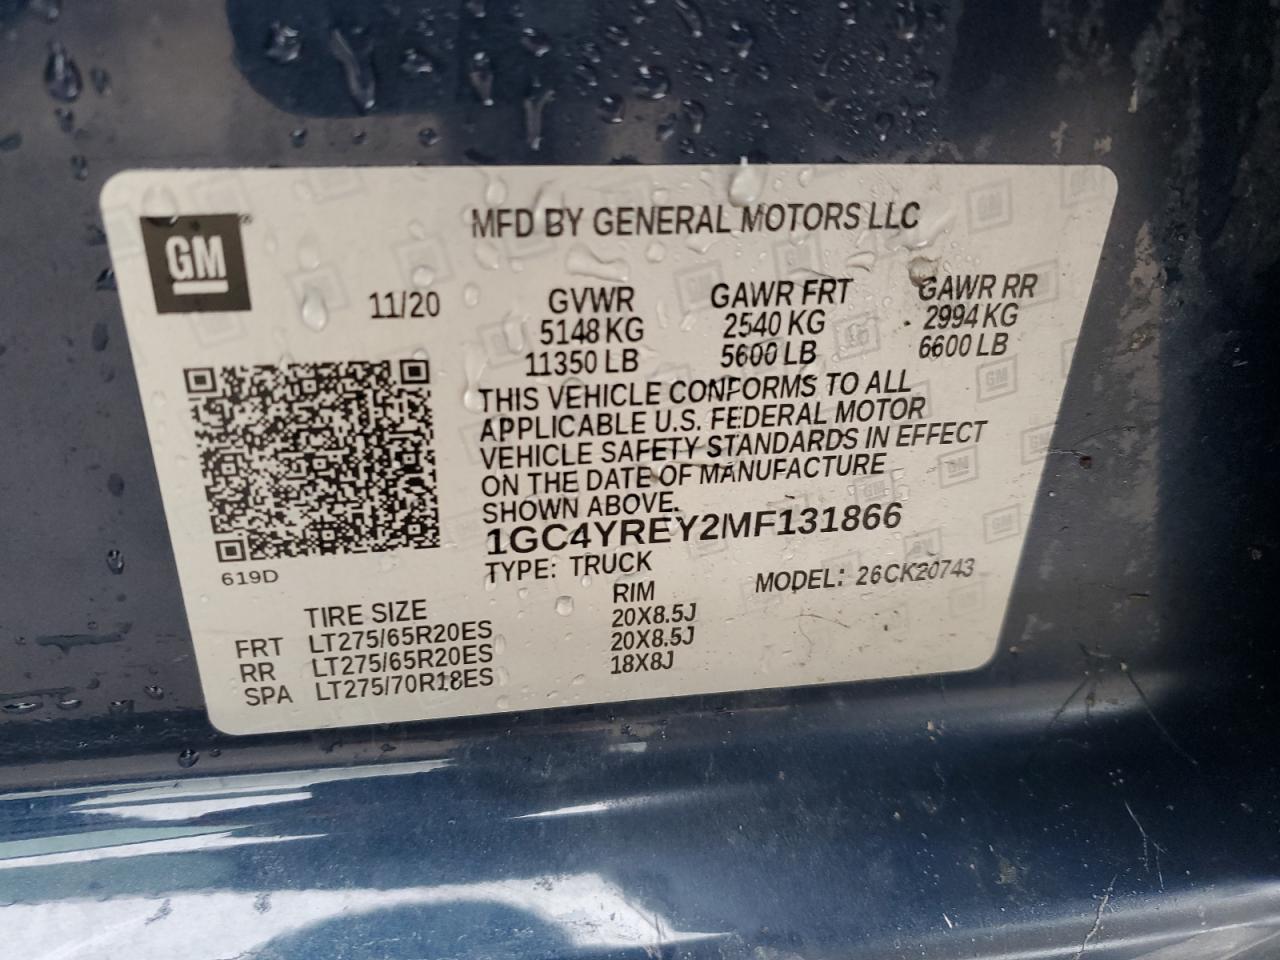 MFD BY GENERAL MOTORS LLC
GM
11/20 GVWR GAWR FRT GAWR RR
5148 KG 2540 KG 2994 KG
11350 LB 5600 LB 6600 LB
THIS VEHICLE CONFORMS TO ALL
APPLICABLE U.S. FEDERAL MOTOR
VEHICLE SAFETY STANDARDS IN EFFECT
ON THE DATE OF MANUFACTURE
SHOWN ABOVE.
1GC4YREY2MF131866
619D
TYPE: TRUCK MODEL: 26CK20743
TIRE SIZE RIM
FRT LT275/65R20ES 20X8.5J
RR LT275/65R20ES 20X8.5J
SPA LT275/70R18ES 18X8J